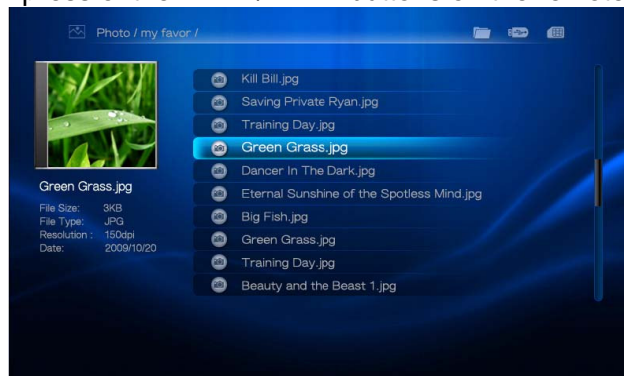 Photo / my favor /
Kill Bill.jpg
Saving Private Ryan.jpg
Training Day.jpg
Green Grass.jpg
Dancer In The Dark.jpg
Eternal Sunshine of the Spotless Mind.jpg
Big Fish.jpg
Green Grass.jpg
Training Day.jpg
Beauty and the Beast 1.jpg
Green Grass.jpg
File Size: 3KB
File Type: JPG
Resolution : 150dpi
Date: 2009/10/20